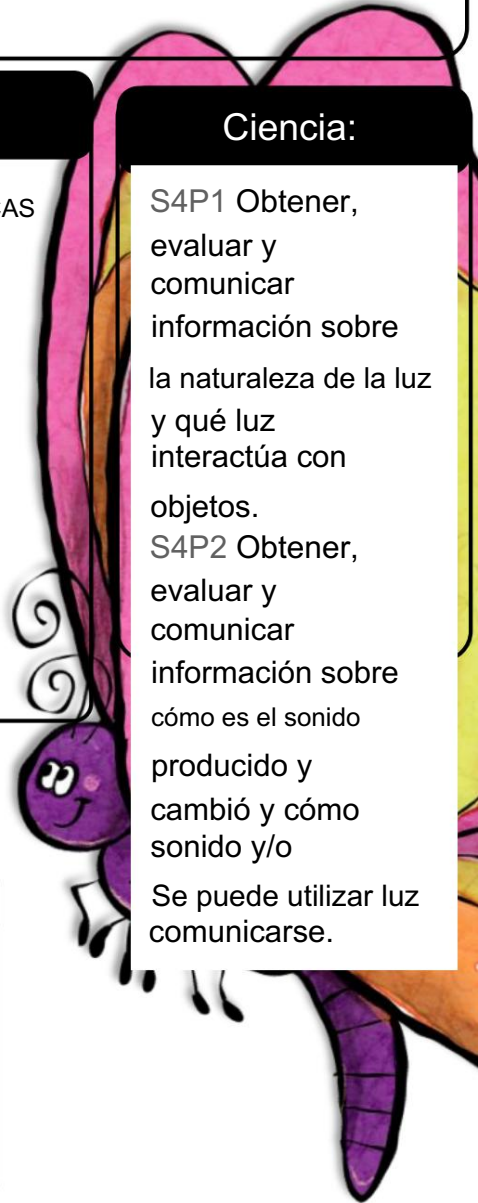 Ciencia:
CAS
S4P1 Obtener,
evaluar y
comunicar
información sobre
la naturaleza de la luz
y qué luz
interactúa con
objetos.
S4P2 Obtener,
evaluar y
comunicar
información sobre
cómo es el sonido
producido y
cambió y cómo
sonido y/o
Se puede utilizar luz
comunicarse.